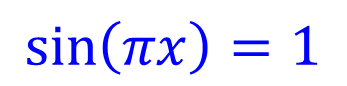 sin(πx) = 1